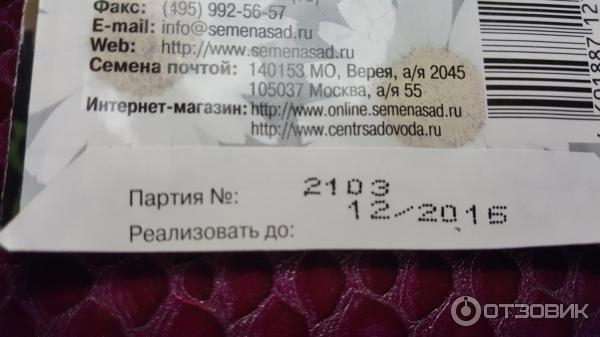 Факс: (495) 992-56-57
E-mail: info@semenasad.ru
Web: http://www.semenasad.ru
Семена почтой: 140153 МО, Верея, а/я 2045
105037 Москва, а/я 55
Интернет-магазин: http://www.online.semenasad.ru
http://www.centrsadovoda.ru
Партия №: 2103
12/2016
Реализовать до:
ОТЗОВИК